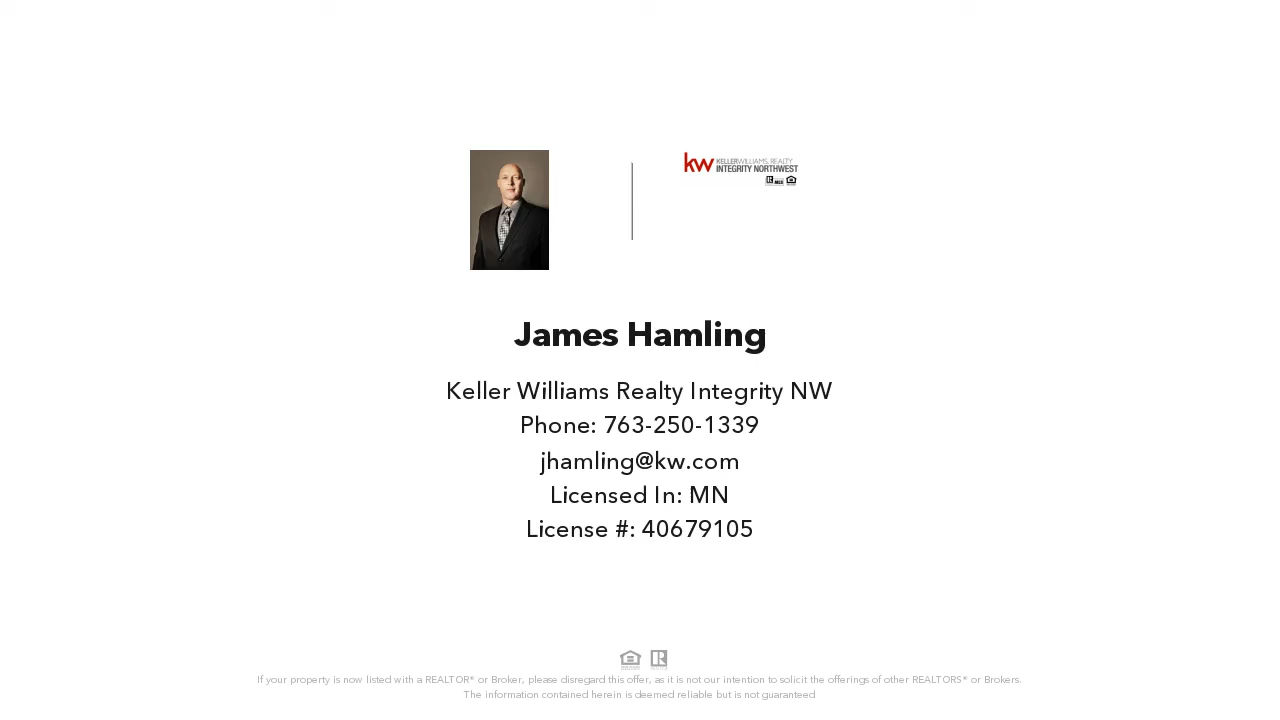 kw KELLERWILLIAMS. REALTY
INTEGRITY NORTHWEST
James Hamling
Keller Williams Realty Integrity NW
Phone: 763-250-1339
jhamling@kw.com
Licensed In: MN
License #: 40679105
If your property is now listed with a REALTOR® or Broker, please disregard this offer, as it is not our intention to solicit the offerings of other REALTORS® or Brokers.
The information contained herein is deemed reliable but is not guaranteed